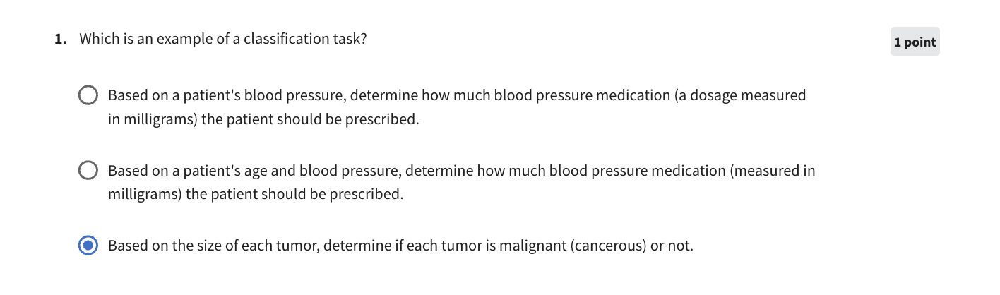 1. Which is an example of a classification task?
1 point
Based on a patient's blood pressure, determine how much blood pressure medication (a dosage measured
in milligrams) the patient should be prescribed.
Based on a patient's age and blood pressure, determine how much blood pressure medication (measured in
milligrams) the patient should be prescribed.
Based on the size of each tumor, determine if each tumor is malignant (cancerous) or not.